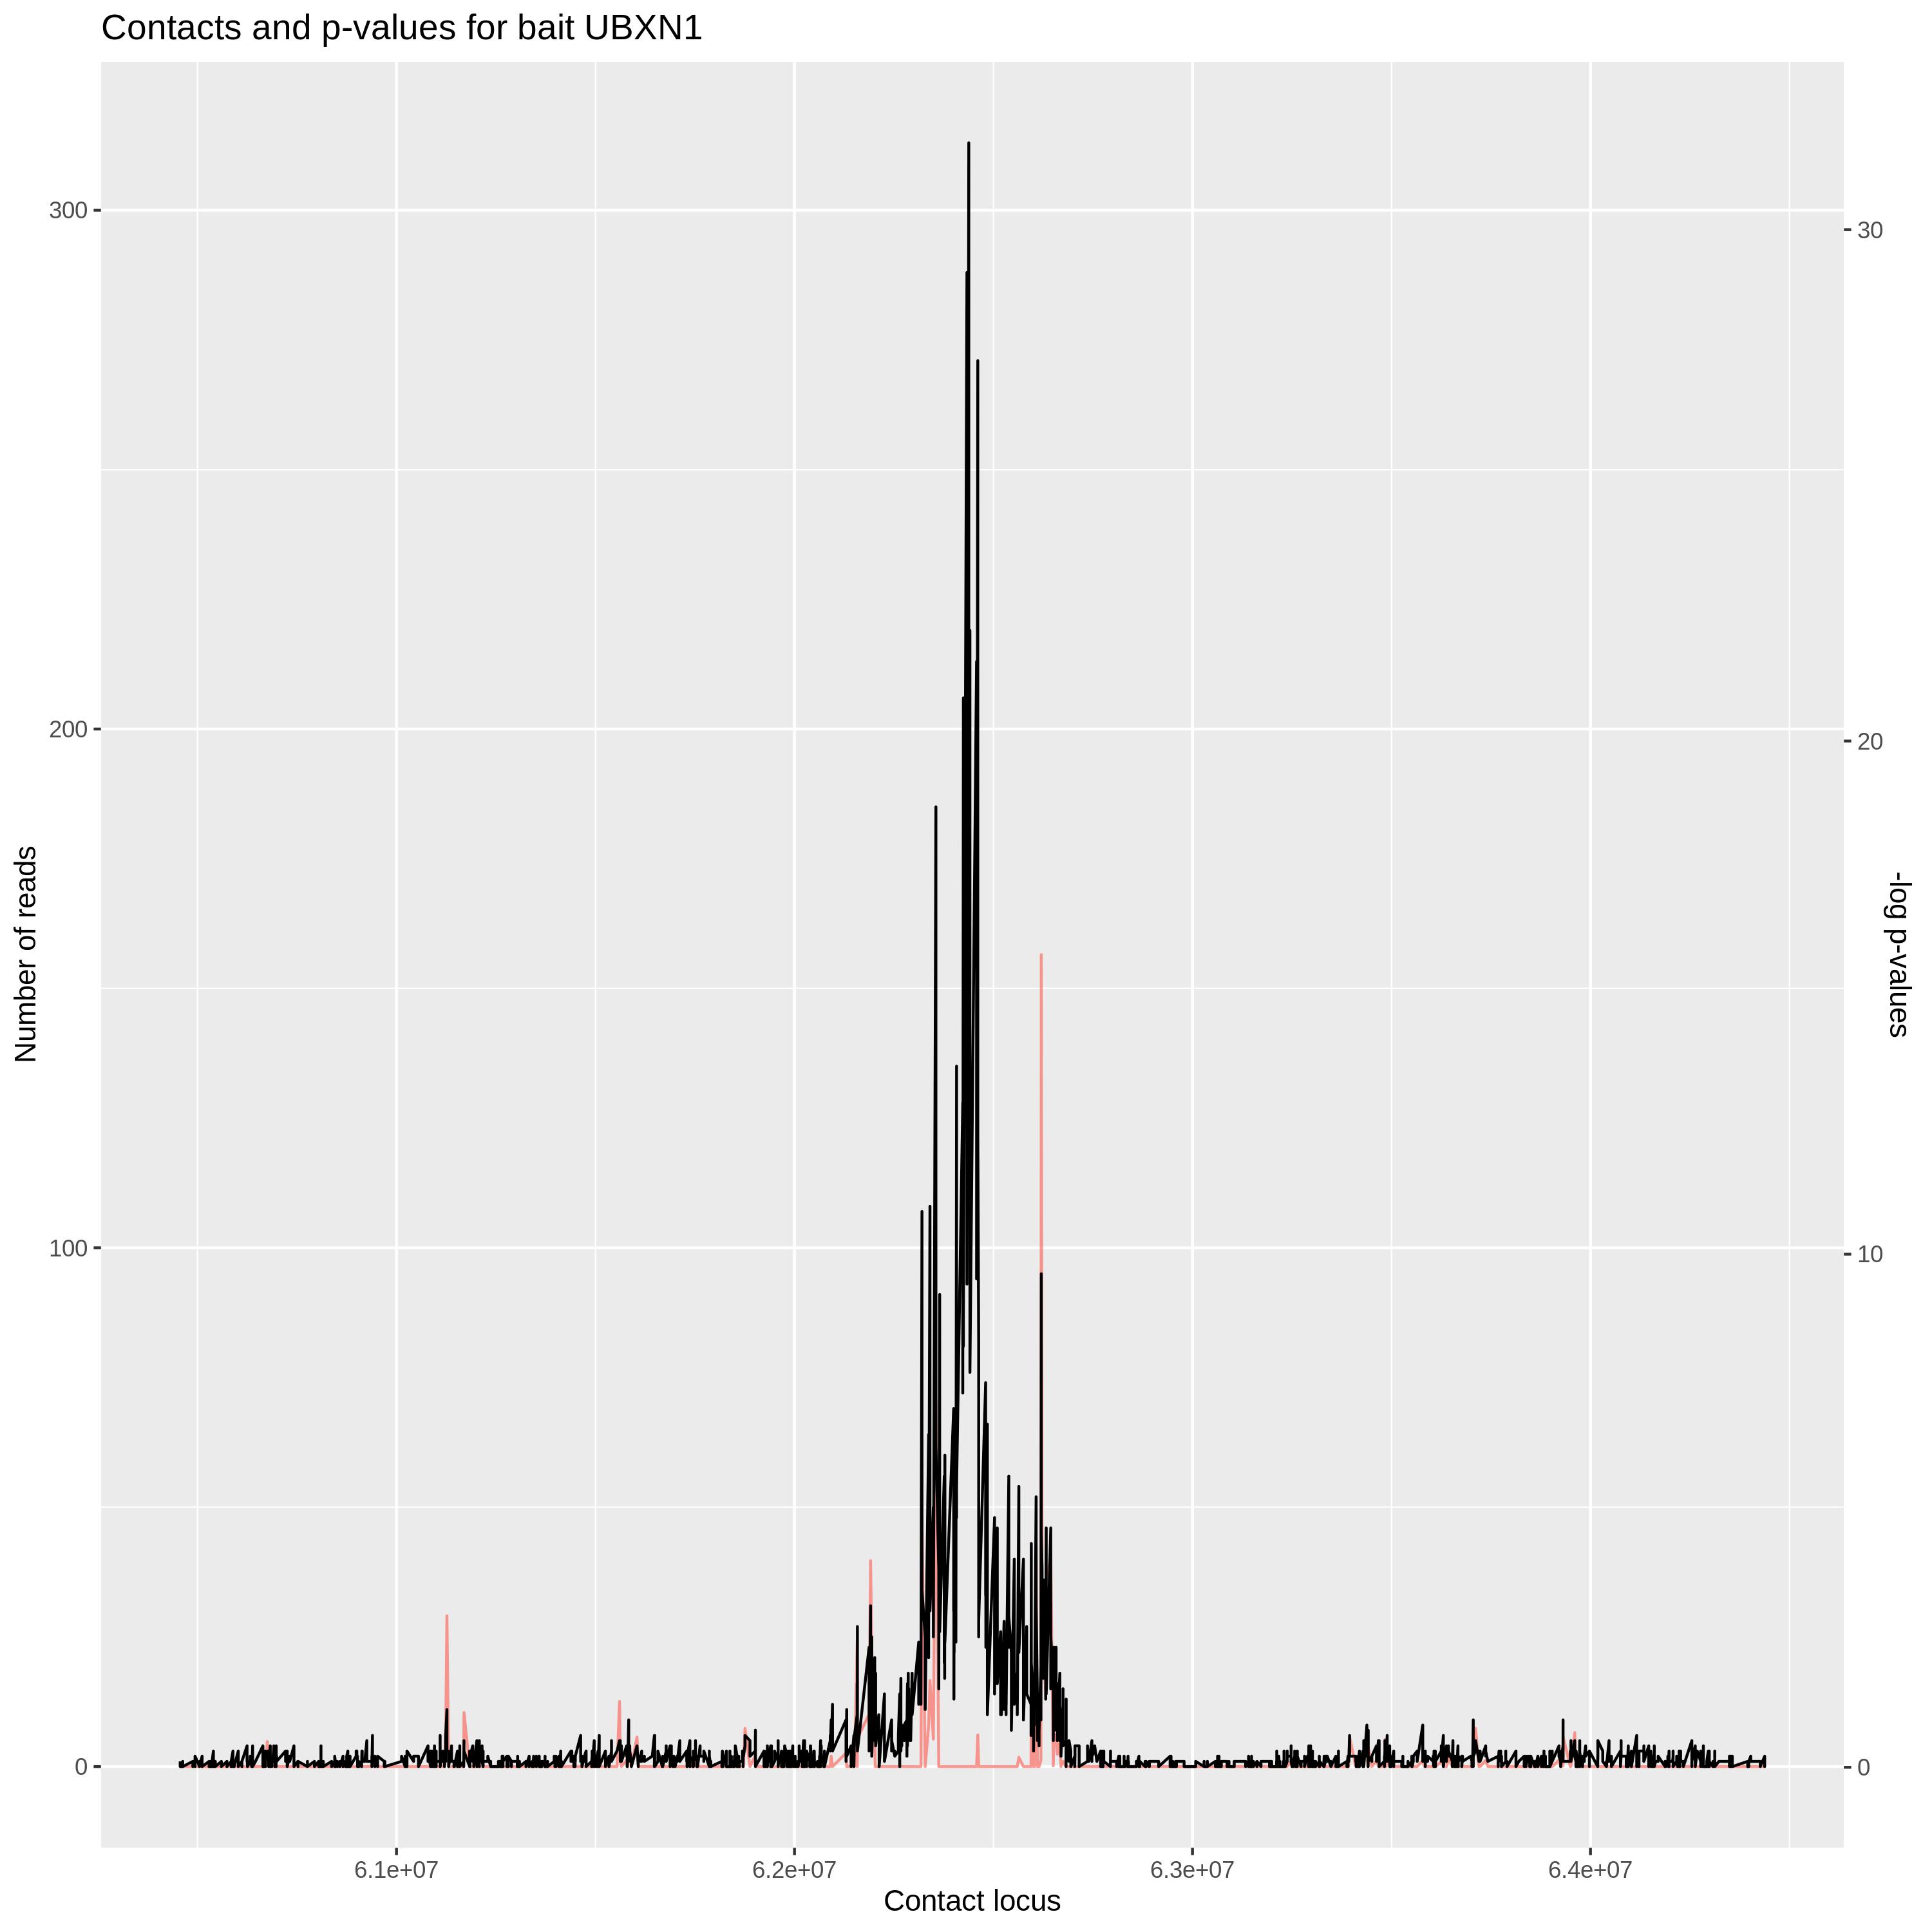 Contacts and p-values for bait UBXN1
300
200
100
0
30
20
10
0
Number of reads
-log p-values
6.1e+07
6.2e+07
6.3e+07
6.4e+07
Contact locus